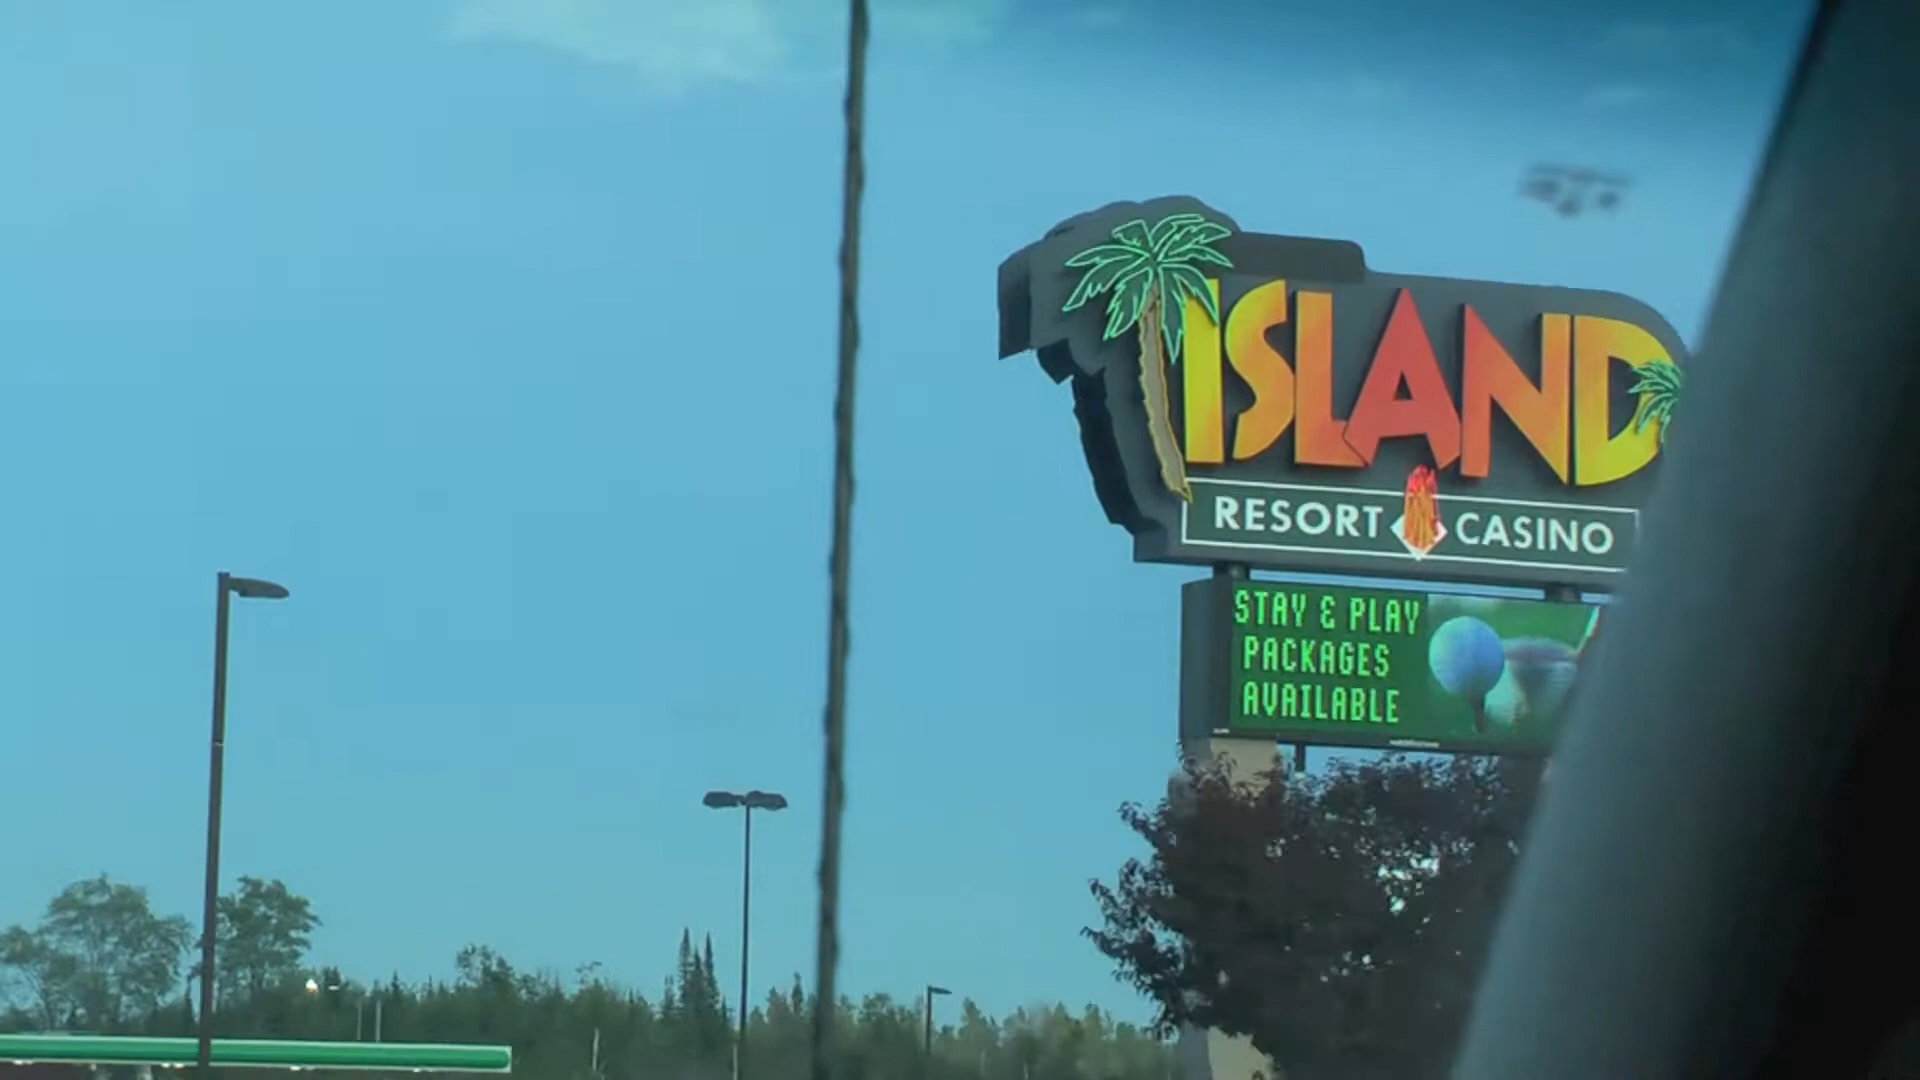 ISLAND
RESORT CASINO
STAY & PLAY
PACKAGES
AVAILABLE